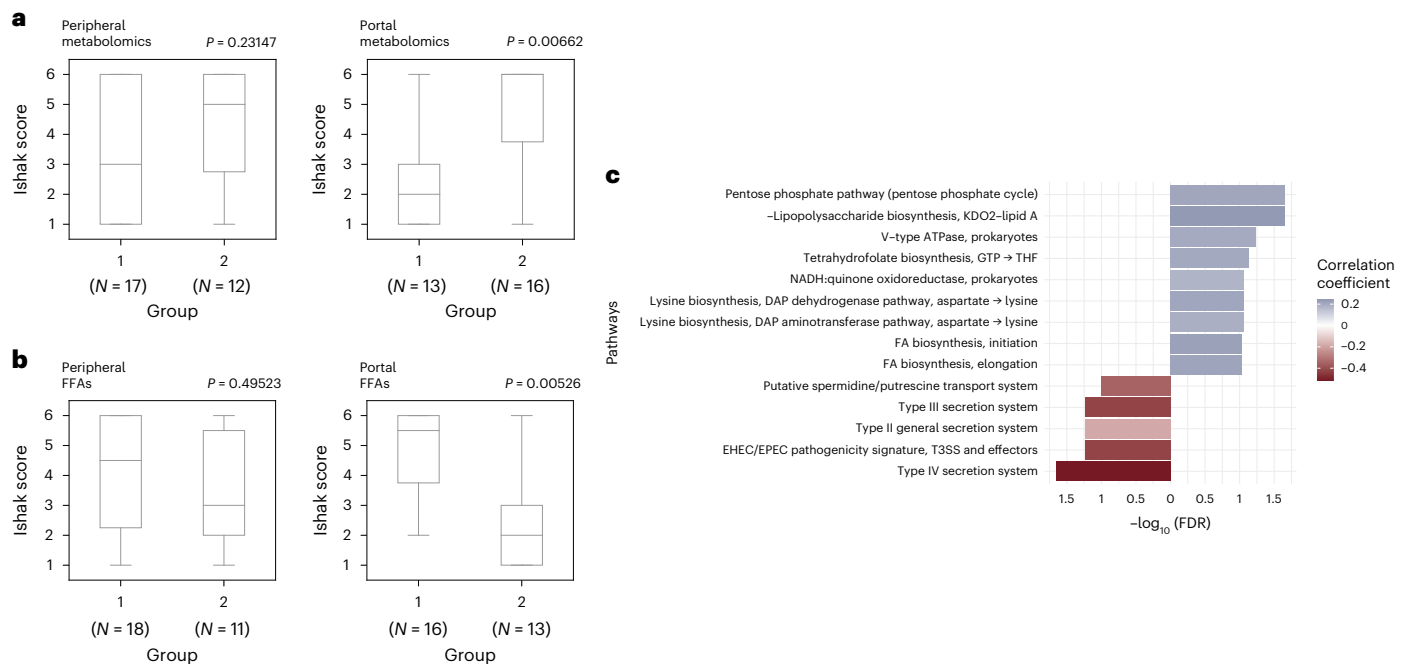 a
Peripheral
metabolomics
P = 0.23147
Ishak score
6
5
4
3
2
1
1
2
(N = 17)
(N = 12)
Group
Portal
metabolomics
P = 0.00662
Ishak score
6
5
4
3
2
1
1
2
(N = 13)
(N = 16)
Group
b
Peripheral
FFAs
P = 0.49523
Ishak score
6
5
4
3
2
1
1
2
(N = 18)
(N = 11)
Group
Portal
FFAs
P = 0.00526
Ishak score
6
5
4
3
2
1
1
2
(N = 16)
(N = 13)
Group
c
Pathways
Pentose phosphate pathway (pentose phosphate cycle)
–Lipopolysaccharide biosynthesis, KDO2–lipid A
V–type ATPase, prokaryotes
Tetrahydrofolate biosynthesis, GTP → THF
NADH:quinone oxidoreductase, prokaryotes
Lysine biosynthesis, DAP dehydrogenase pathway, aspartate → lysine
Lysine biosynthesis, DAP aminotransferase pathway, aspartate → lysine
FA biosynthesis, initiation
FA biosynthesis, elongation
Putative spermidine/putrescine transport system
Type III secretion system
Type II general secretion system
EHEC/EPEC pathogenicity signature, T3SS and effectors
Type IV secretion system
1.5 1 0.5 0 0.5 1 1.5
–log10 (FDR)
Correlation
coefficient
0.2
0
–0.2
–0.4